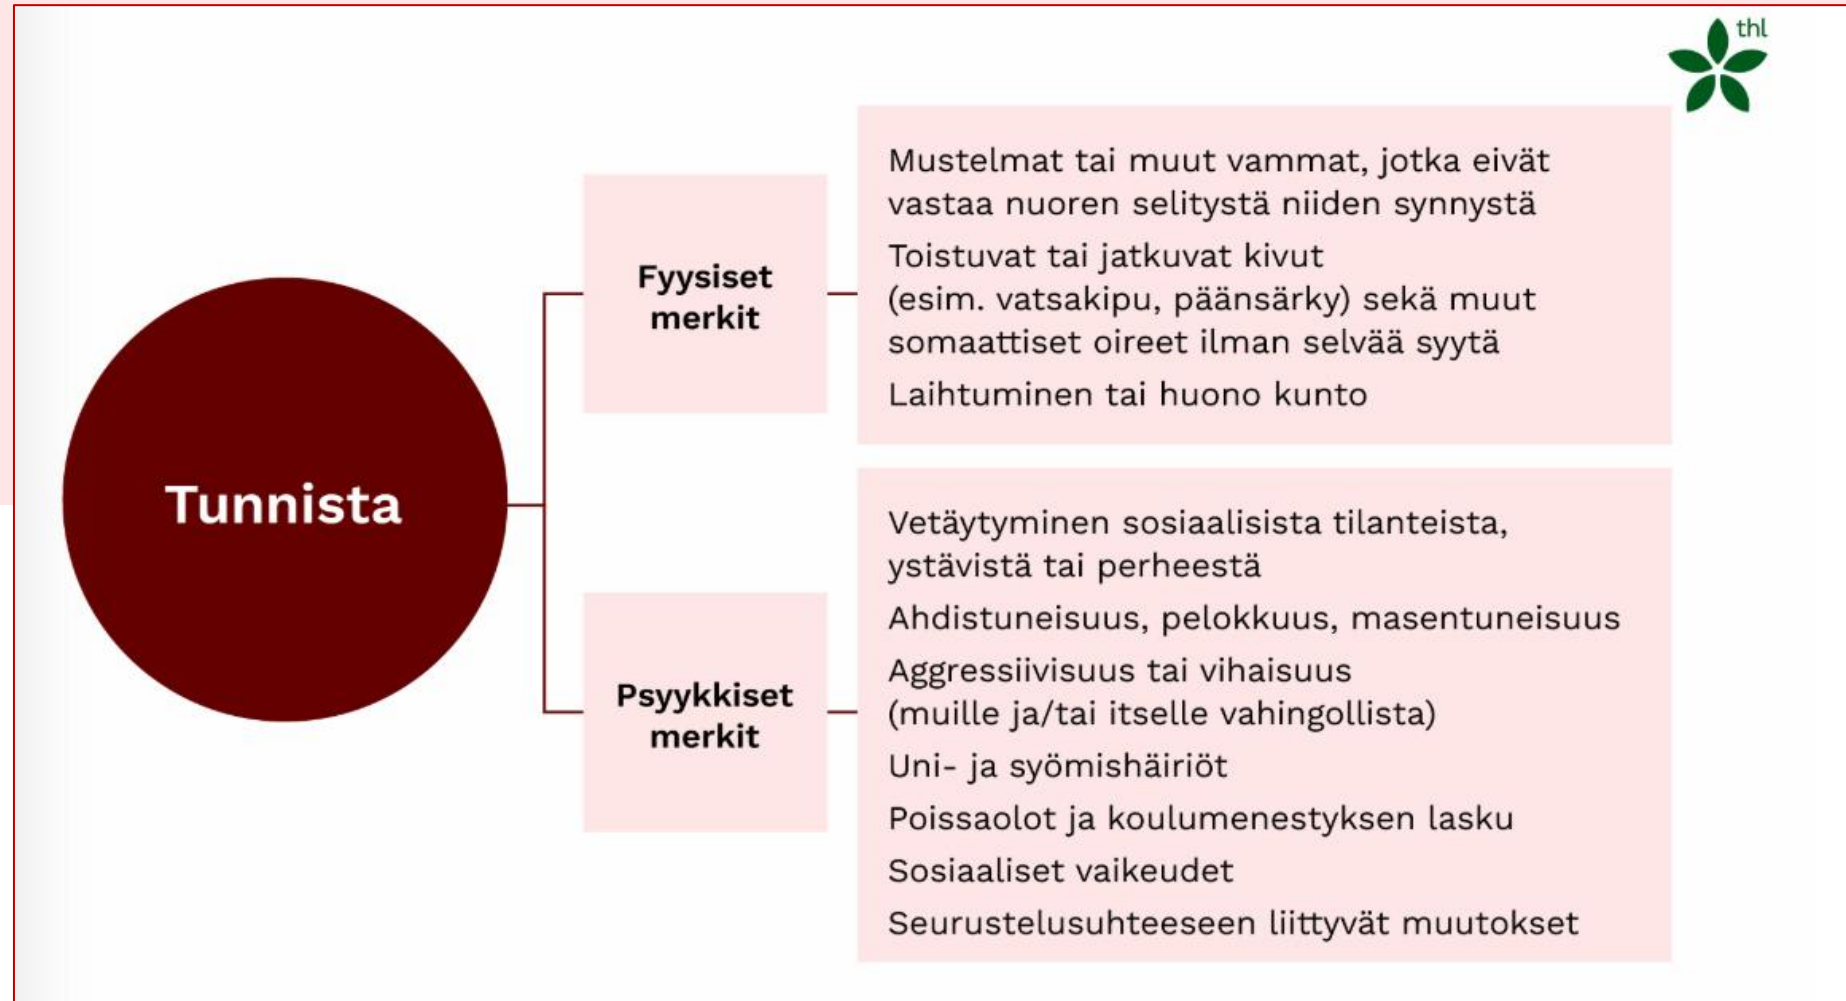 thl
Tunnista
Fyysiset
merkit
Mustelmat tai muut vammat, jotka eivät
vastaa nuoren selitystä niiden synnystä
Toistuvat tai jatkuvat kivut
(esim. vatsakipu, päänsärky) sekä muut
somaattiset oireet ilman selvää syytä
Laihtuminen tai huono kunto
Psyykkiset
merkit
Vetäytyminen sosiaalisista tilanteista,
ystävistä tai perheestä
Ahdistuneisuus, pelokkuus, masentuneisuus
Aggressiivisuus tai vihaisuus
(muille ja/tai itselle vahingollista)
Uni- ja syömishäiriöt
Poissaolot ja koulumenestyksen lasku
Sosiaaliset vaikeudet
Seurustelusuhteeseen liittyvät muutokset